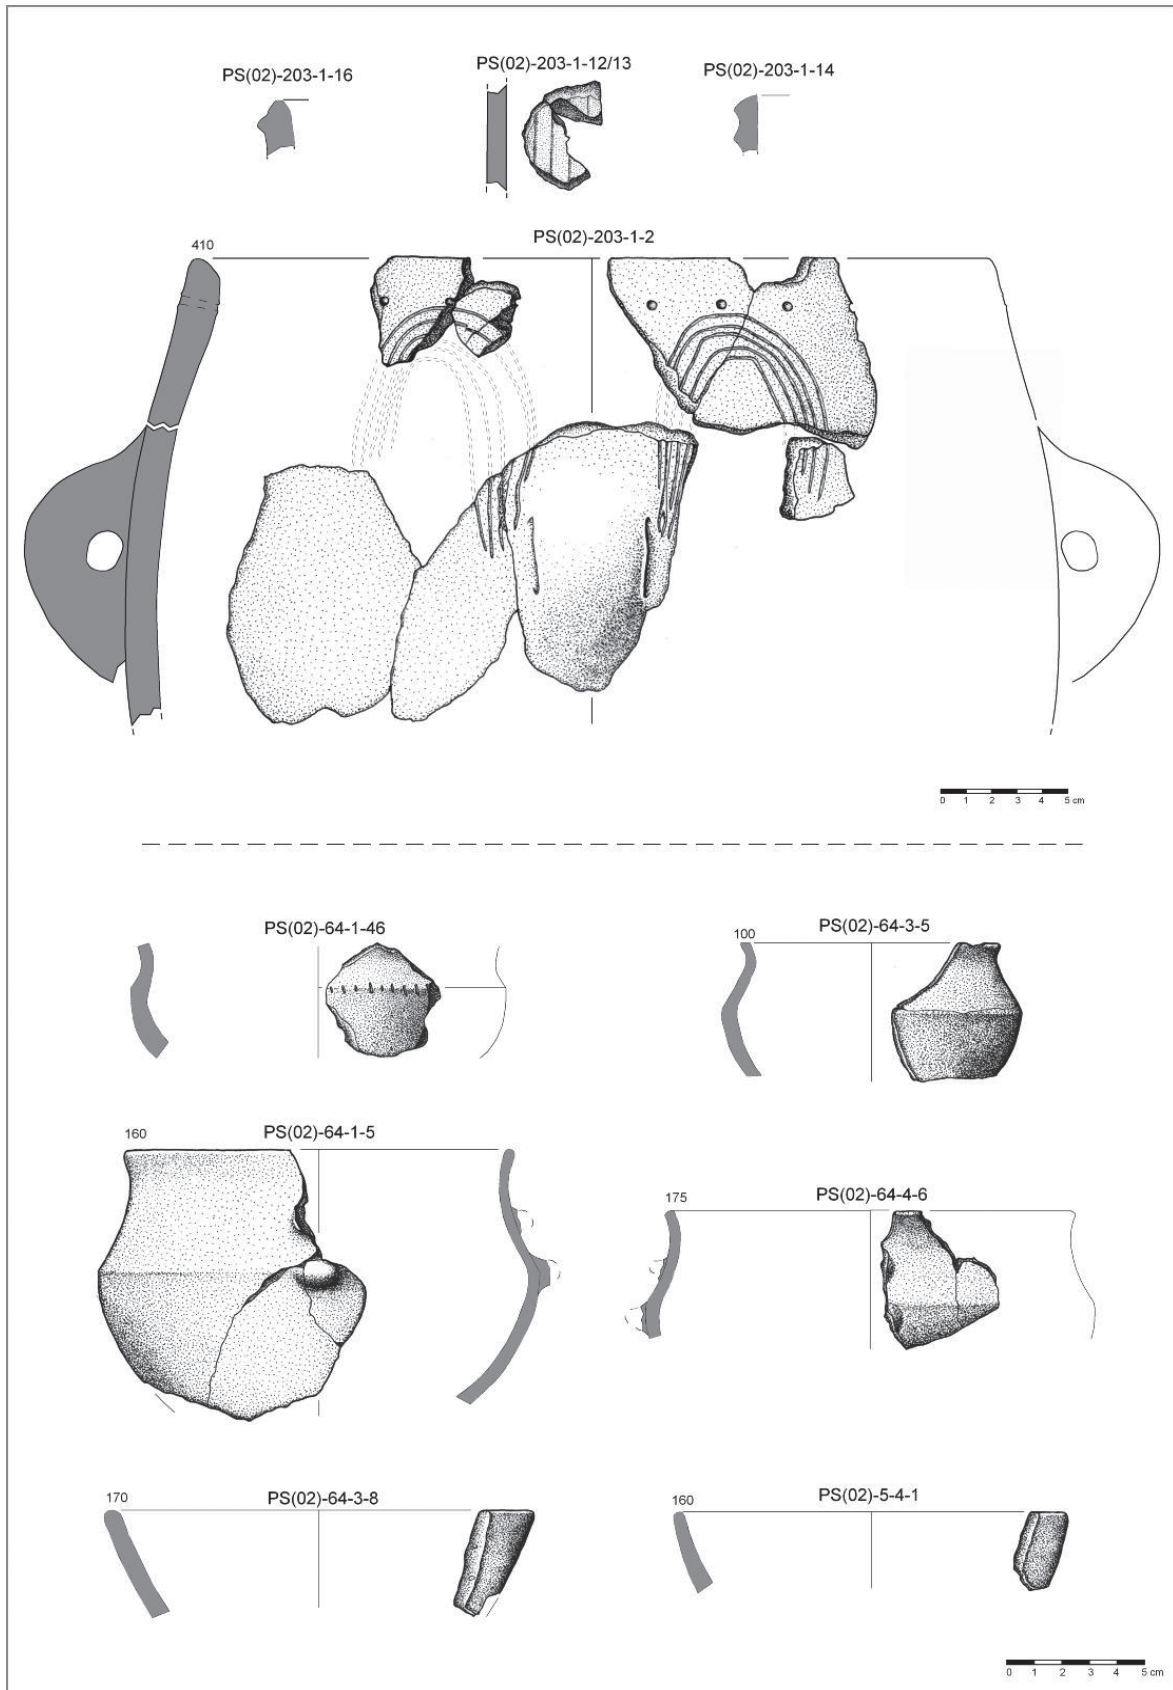 PS(02)-203-1-16
PS(02)-203-1-12/13
PS(02)-203-1-14
410
PS(02)-203-1-2
0 1 2 3 4 5 cm
PS(02)-64-1-46
100
PS(02)-64-3-5
160
PS(02)-64-1-5
175
PS(02)-64-4-6
170
PS(02)-64-3-8
160
PS(02)-5-4-1
0 1 2 3 4 5 cm